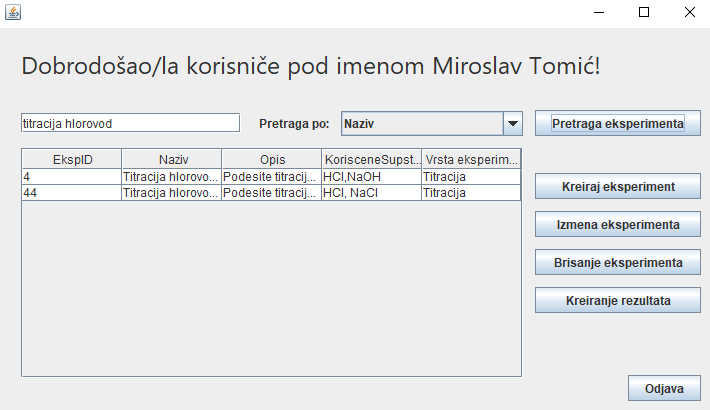 Dobrodošao/la korisniče pod imenom Miroslav Tomić!
titracija hlorovod
Pretraga po:
Naziv
Pretraga eksperimenta
EkspID Naziv Opis KorisceneSupst... Vrsta eksperim...
4 Titracija hlorovo... Podesite titracij... HCl,NaOH Titracija
44 Titracija hlorovo... Podesite titracij... HCl, NaCl Titracija
Kreiraj eksperiment
Izmena eksperimenta
Brisanje eksperimenta
Kreiranje rezultata
Odjava